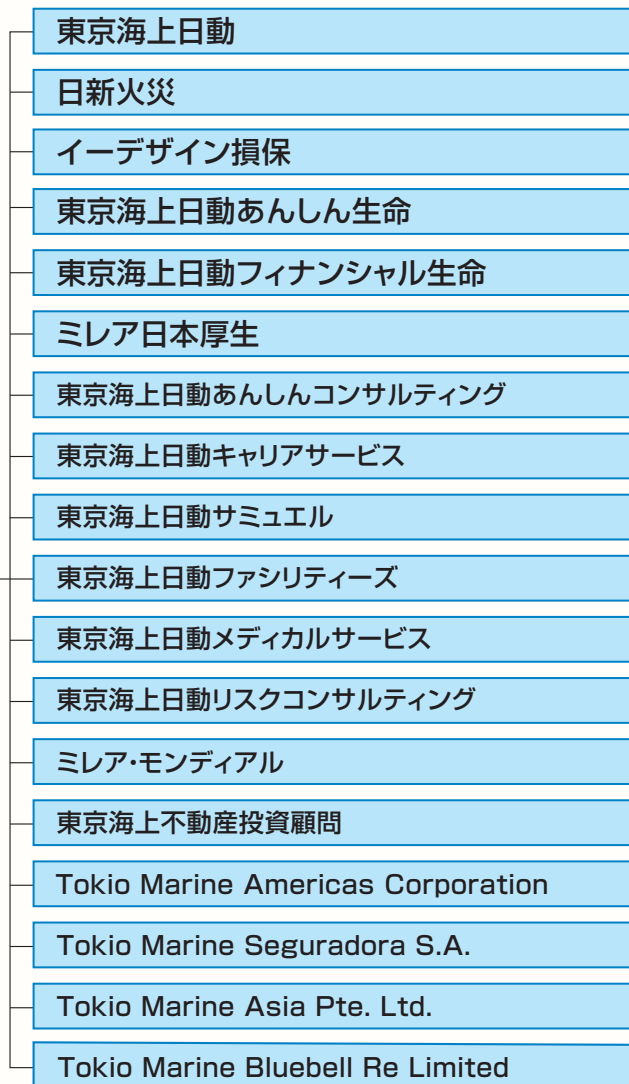 東京海上日動
日新火災
イーデザイン損保
東京海上日動あんしん生命
東京海上日動フィナンシャル生命
ミレア日本厚生
東京海上日動あんしんコンサルティング
東京海上日動キャリアサービス
東京海上日動サミュエル
東京海上日動ファシリティーズ
東京海上日動メディカルサービス
東京海上日動リスクコンサルティング
ミレア・モンディアル
東京海上不動産投資顧問
Tokio Marine Americas Corporation
Tokio Marine Seguradora S.A.
Tokio Marine Asia Pte. Ltd.
Tokio Marine Bluebell Re Limited